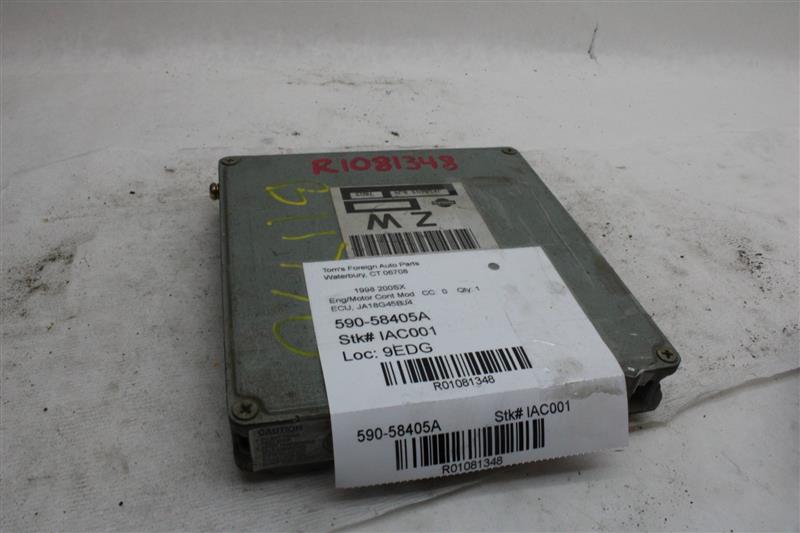 R1081348
ZW
Tom's Foreign Auto Parts
Waterbury, CT 06708
1998 200SX
Eng/Motor Cont Mod CC: 0 Qty: 1
ECU, JA18G45BJ4
590-58405A
Stk# IAC001
Loc: 9EDG
R01081348
590-58405A Stk# IAC001
R01081348
CAUTION